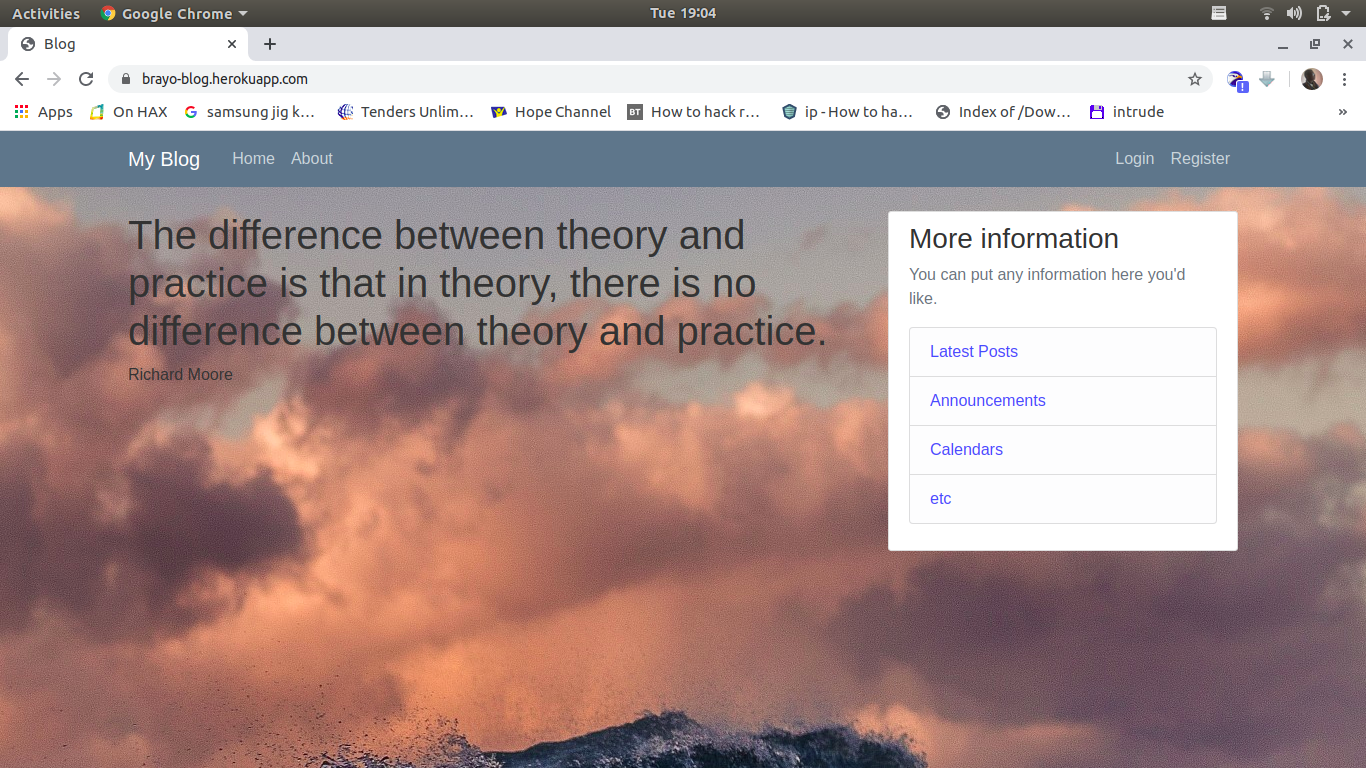 Activities Google Chrome Tue 19:04
Blog
brayo-blog.herokuapp.com
Apps On HAX samsung jig k... Tenders Unlim... Hope Channel BT How to hack r... ip - How to ha... Index of /Dow... intrude »
My Blog Home About Login Register
The difference between theory and
practice is that in theory, there is no
difference between theory and practice.
Richard Moore
More information
You can put any information here you'd
like.
Latest Posts
Announcements
Calendars
etc